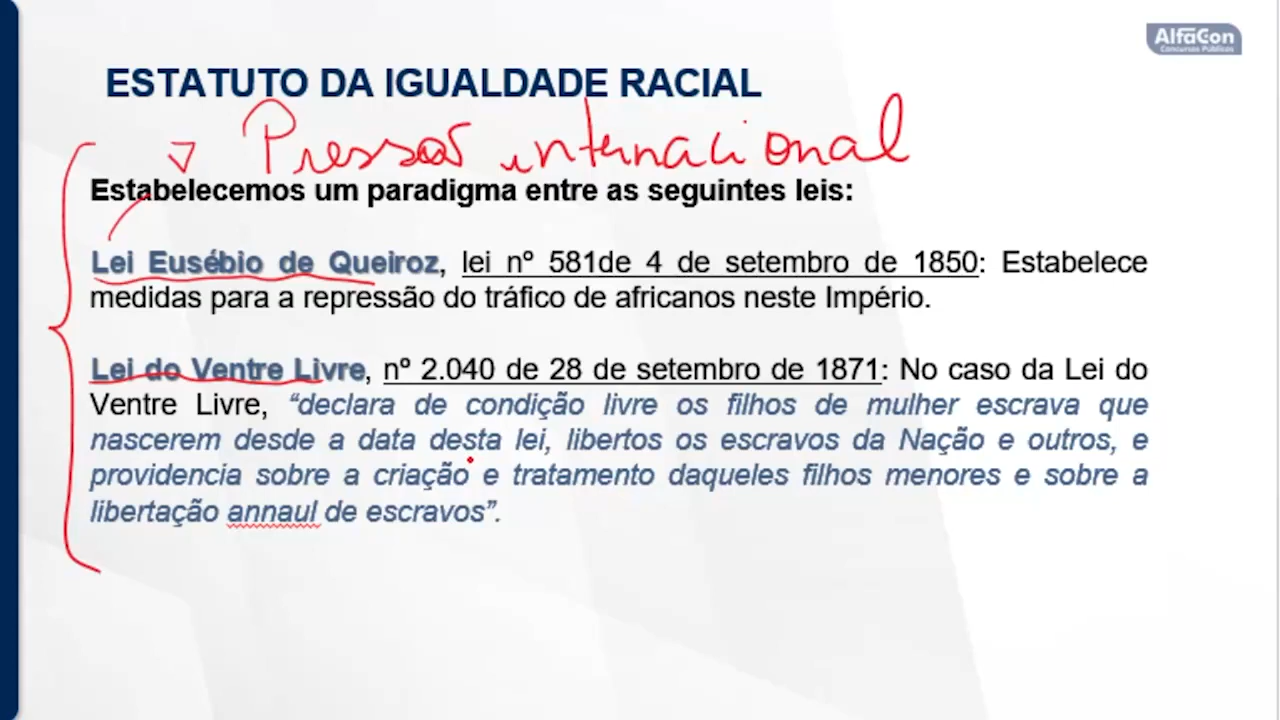 AlfaCon
Concursos Públicos
ESTATUTO DA IGUALDADE RACIAL
Pressão internacional
Estabelecemos um paradigma entre as seguintes leis:
Lei Eusébio de Queiroz, lei nº 581de 4 de setembro de 1850: Estabelece
medidas para a repressão do tráfico de africanos neste Império.
Lei do Ventre Livre, nº 2.040 de 28 de setembro de 1871: No caso da Lei do
Ventre Livre, “declara de condição livre os filhos de mulher escrava que
nascerem desde a data desta lei, libertos os escravos da Nação e outros, e
providencia sobre a criação e tratamento daqueles filhos menores e sobre a
libertação annaul de escravos”.